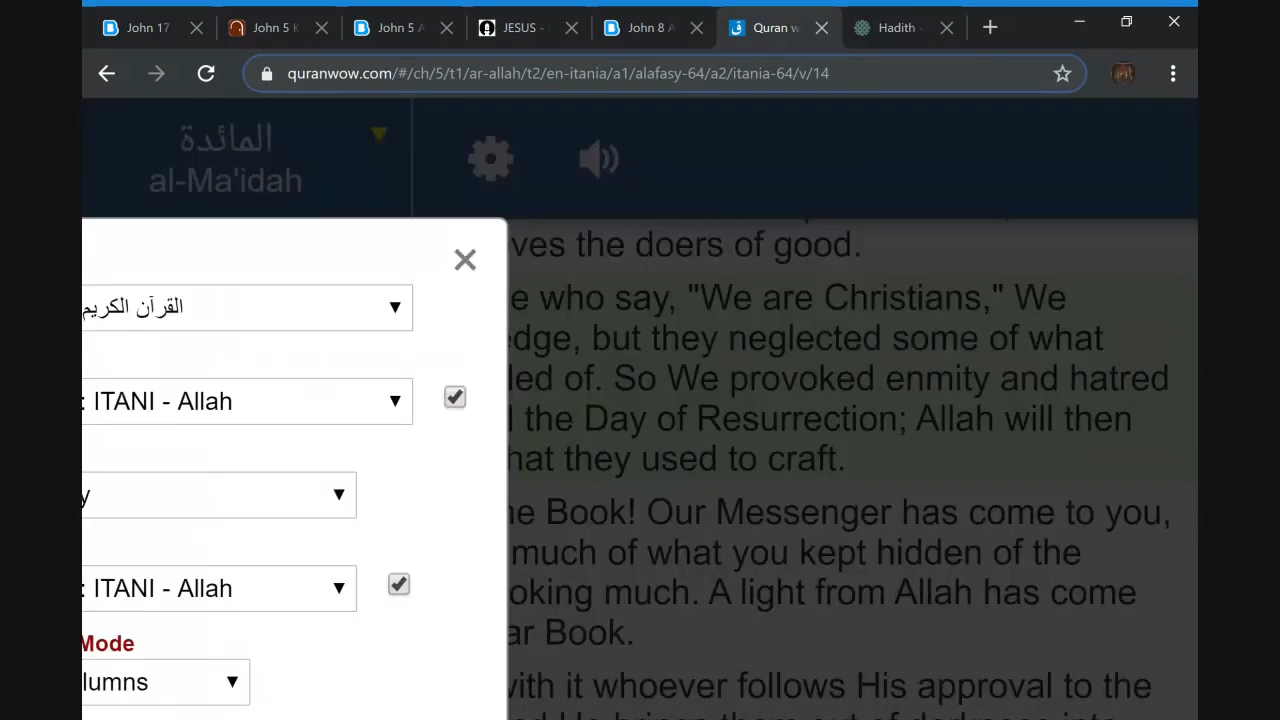 John 17
John 5 K
John 5 A
JESUS -
John 8 A
Quran w
Hadith -
quranwow.com/#/ch/5/t1/ar-allah/t2/en-itania/a1/alafasy-64/a2/itania-64/v/14
المائدة
al-Ma'idah
ves the doers of good.
القرآن الكريم
e who say, "We are Christians," We
edge, but they neglected some of what
: ITANI - Allah
led of. So We provoked enmity and hatred
the Day of Resurrection; Allah will then
hat they used to craft.
y
he Book! Our Messenger has come to you,
much of what you kept hidden of the
: ITANI - Allah
oking much. A light from Allah has come
ar Book.
Mode
lumns
with it whoever follows His approval to the